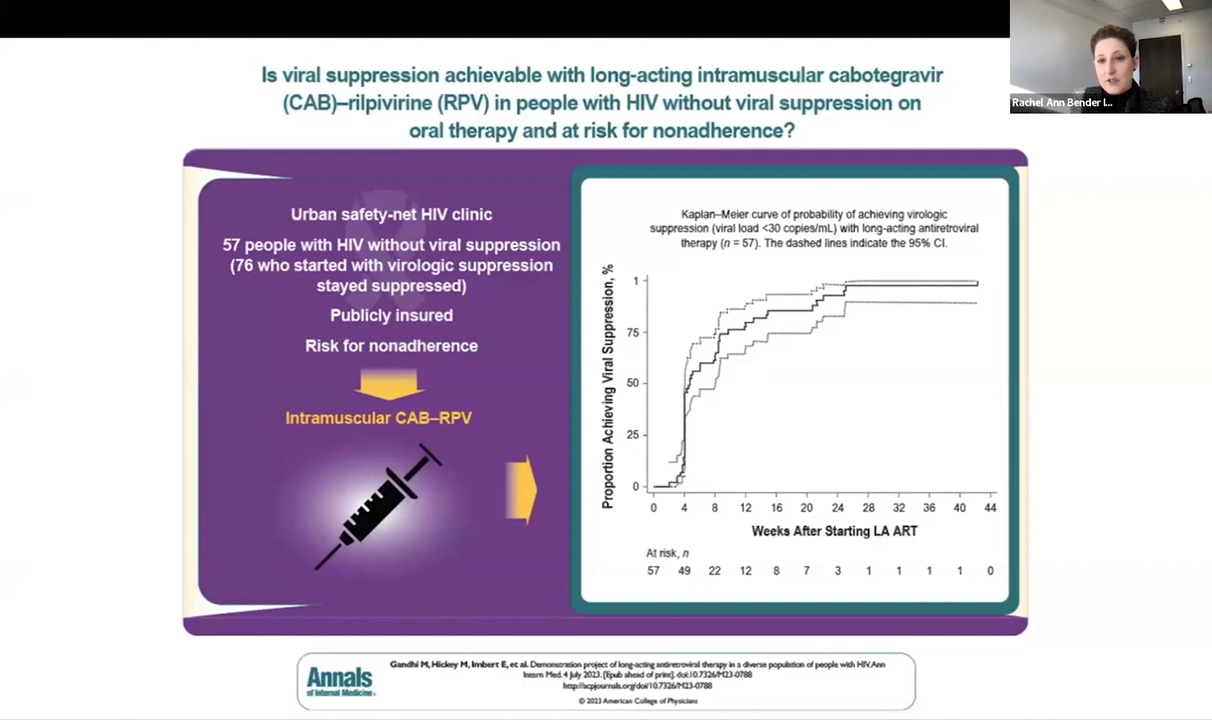 Is viral suppression achievable with long-acting intramuscular cabotegravir
(CAB)–rilpivirine (RPV) in people with HIV without viral suppression on
oral therapy and at risk for nonadherence?
Rachel Ann Bender I...
Urban safety-net HIV clinic
57 people with HIV without viral suppression
(76 who started with virologic suppression
stayed suppressed)
Publicly insured
Risk for nonadherence
Intramuscular CAB–RPV
Kaplan–Meier curve of probability of achieving virologic
suppression (viral load <30 copies/mL) with long-acting antiretroviral
therapy (n = 57). The dashed lines indicate the 95% CI.
Proportion Achieving Viral Suppression, %
1
75
50
25
0
0 4 8 12 16 20 24 28 32 36 40 44
Weeks After Starting LA ART
At risk, n
57 49 22 12 8 7 3 1 1 1 1 0
Annals
of Internal Medicine
Gandhi M, Hickey M, Imbert E, et al. Demonstration project of long-acting antiretroviral therapy in a diverse population of people with HIV. Ann
Intern Med. 4 July 2023. [Epub ahead of print]. doi:10.7326/M23-0788
http://acpjournals.org/doi/10.7326/M23-0788
© 2023 American College of Physicians